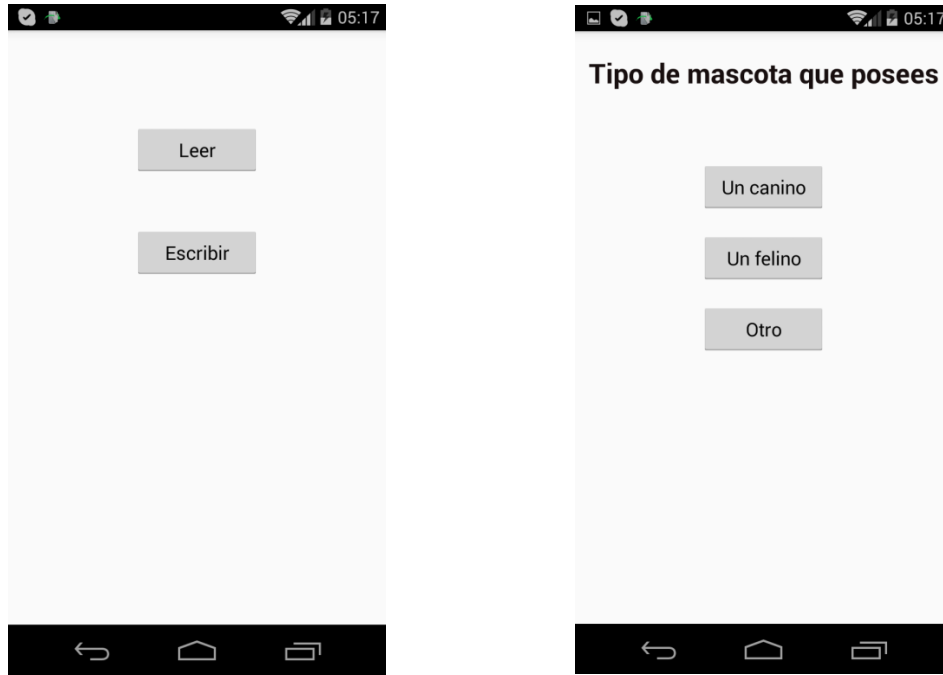 05:17
Leer
Escribir
05:17
Tipo de mascota que posees
Un canino
Un felino
Otro